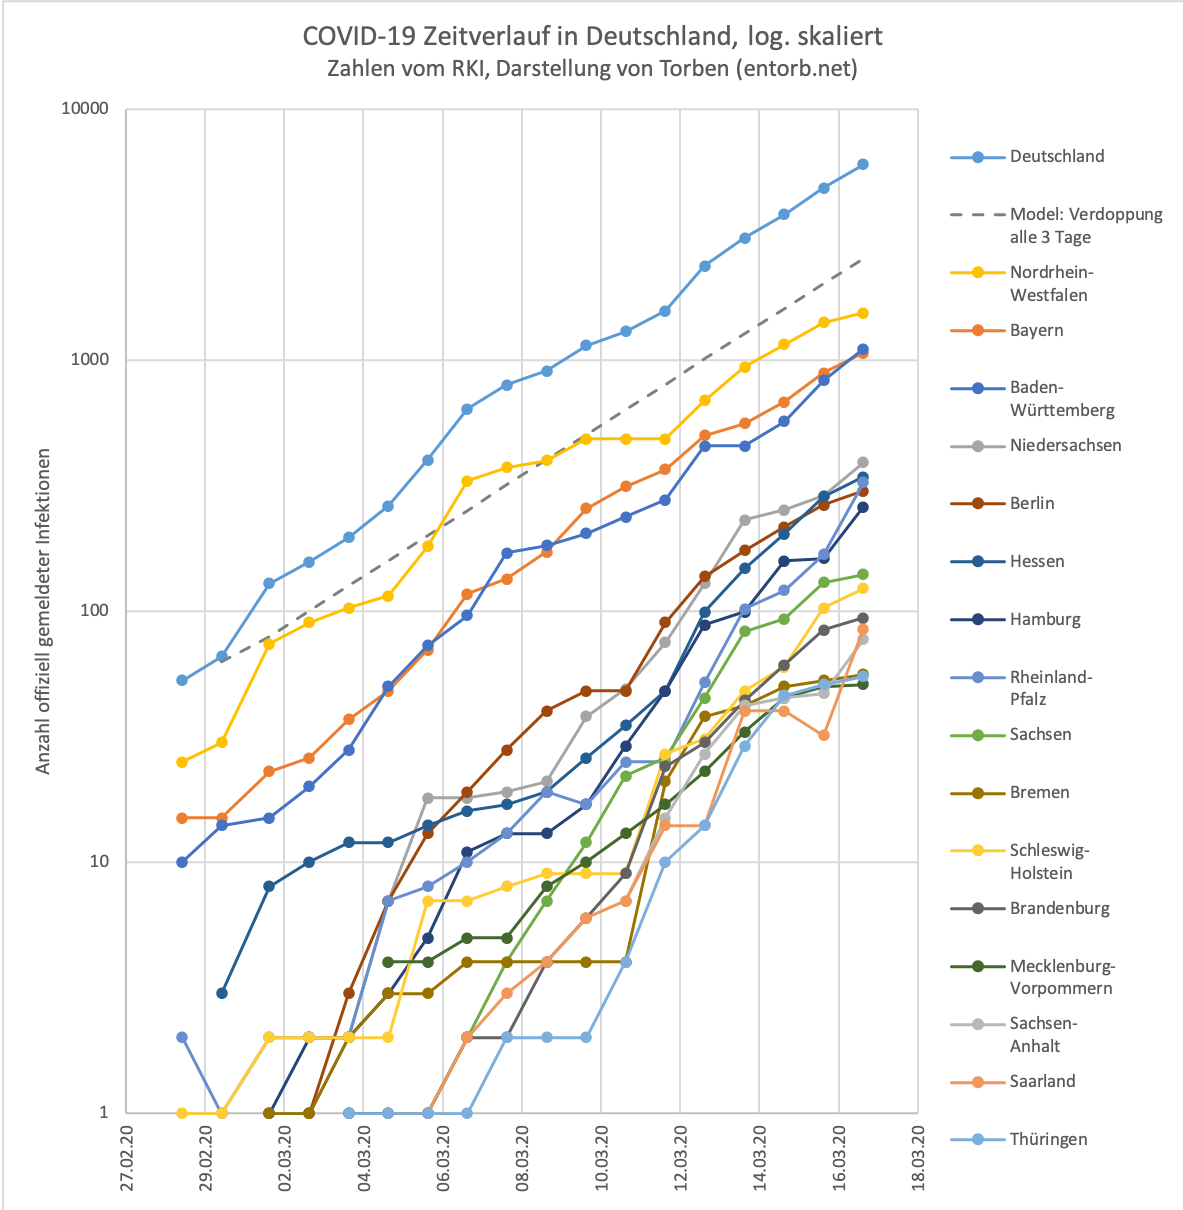 COVID-19 Zeitverlauf in Deutschland, log. skaliert
Zahlen vom RKI, Darstellung von Torben (entorb.net)
Anzahl offiziell gemeldeter Infektionen
10000
1000
100
10
1
27.02.20
29.02.20
02.03.20
04.03.20
06.03.20
08.03.20
10.03.20
12.03.20
14.03.20
16.03.20
18.03.20
Deutschland
Model: Verdoppung
alle 3 Tage
Nordrhein-
Westfalen
Bayern
Baden-
Württemberg
Niedersachsen
Berlin
Hessen
Hamburg
Rheinland-
Pfalz
Sachsen
Bremen
Schleswig-
Holstein
Brandenburg
Mecklenburg-
Vorpommern
Sachsen-
Anhalt
Saarland
Thüringen